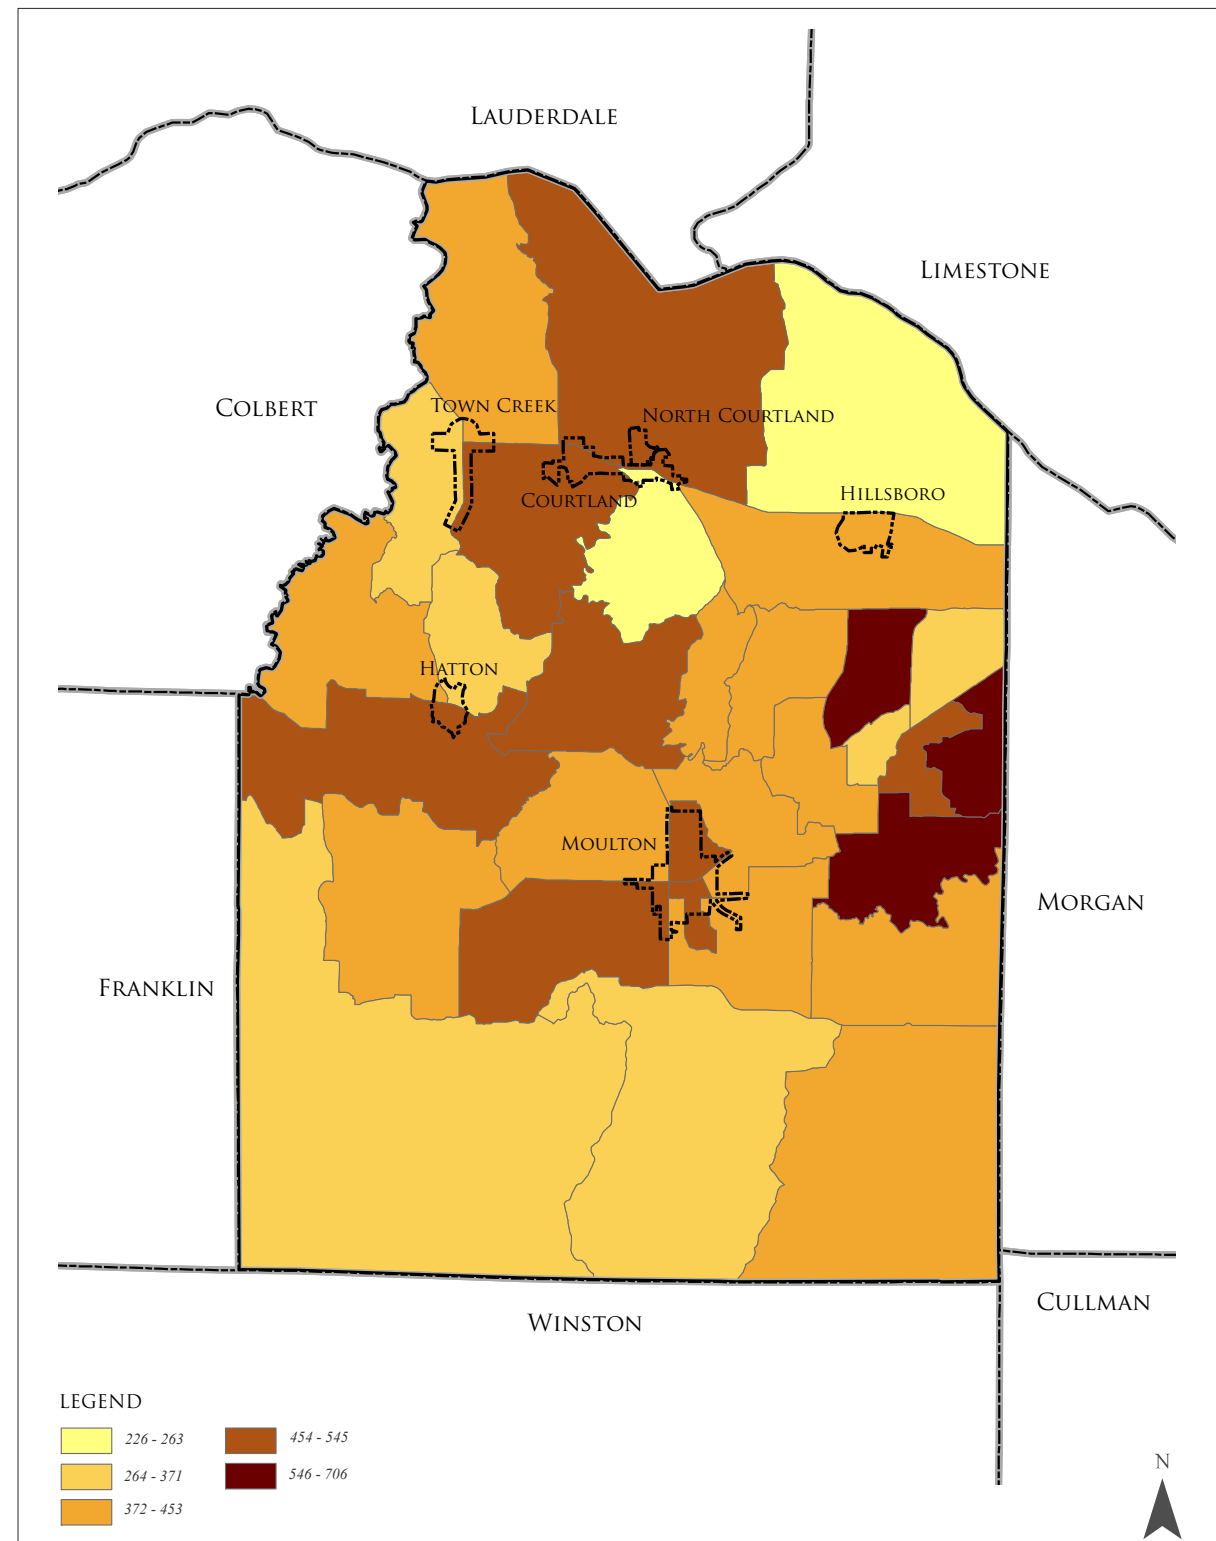 LAUDERDALE
LIMESTONE
COLBERT
TOWN CREEK
NORTH COURTLAND
HILLSBORO
COURTLAND
HATTON
MOULTON
MORGAN
FRANKLIN
CULLMAN
WINSTON
LEGEND
226 - 263
454 - 545
264 - 371
546 - 706
372 - 453
N